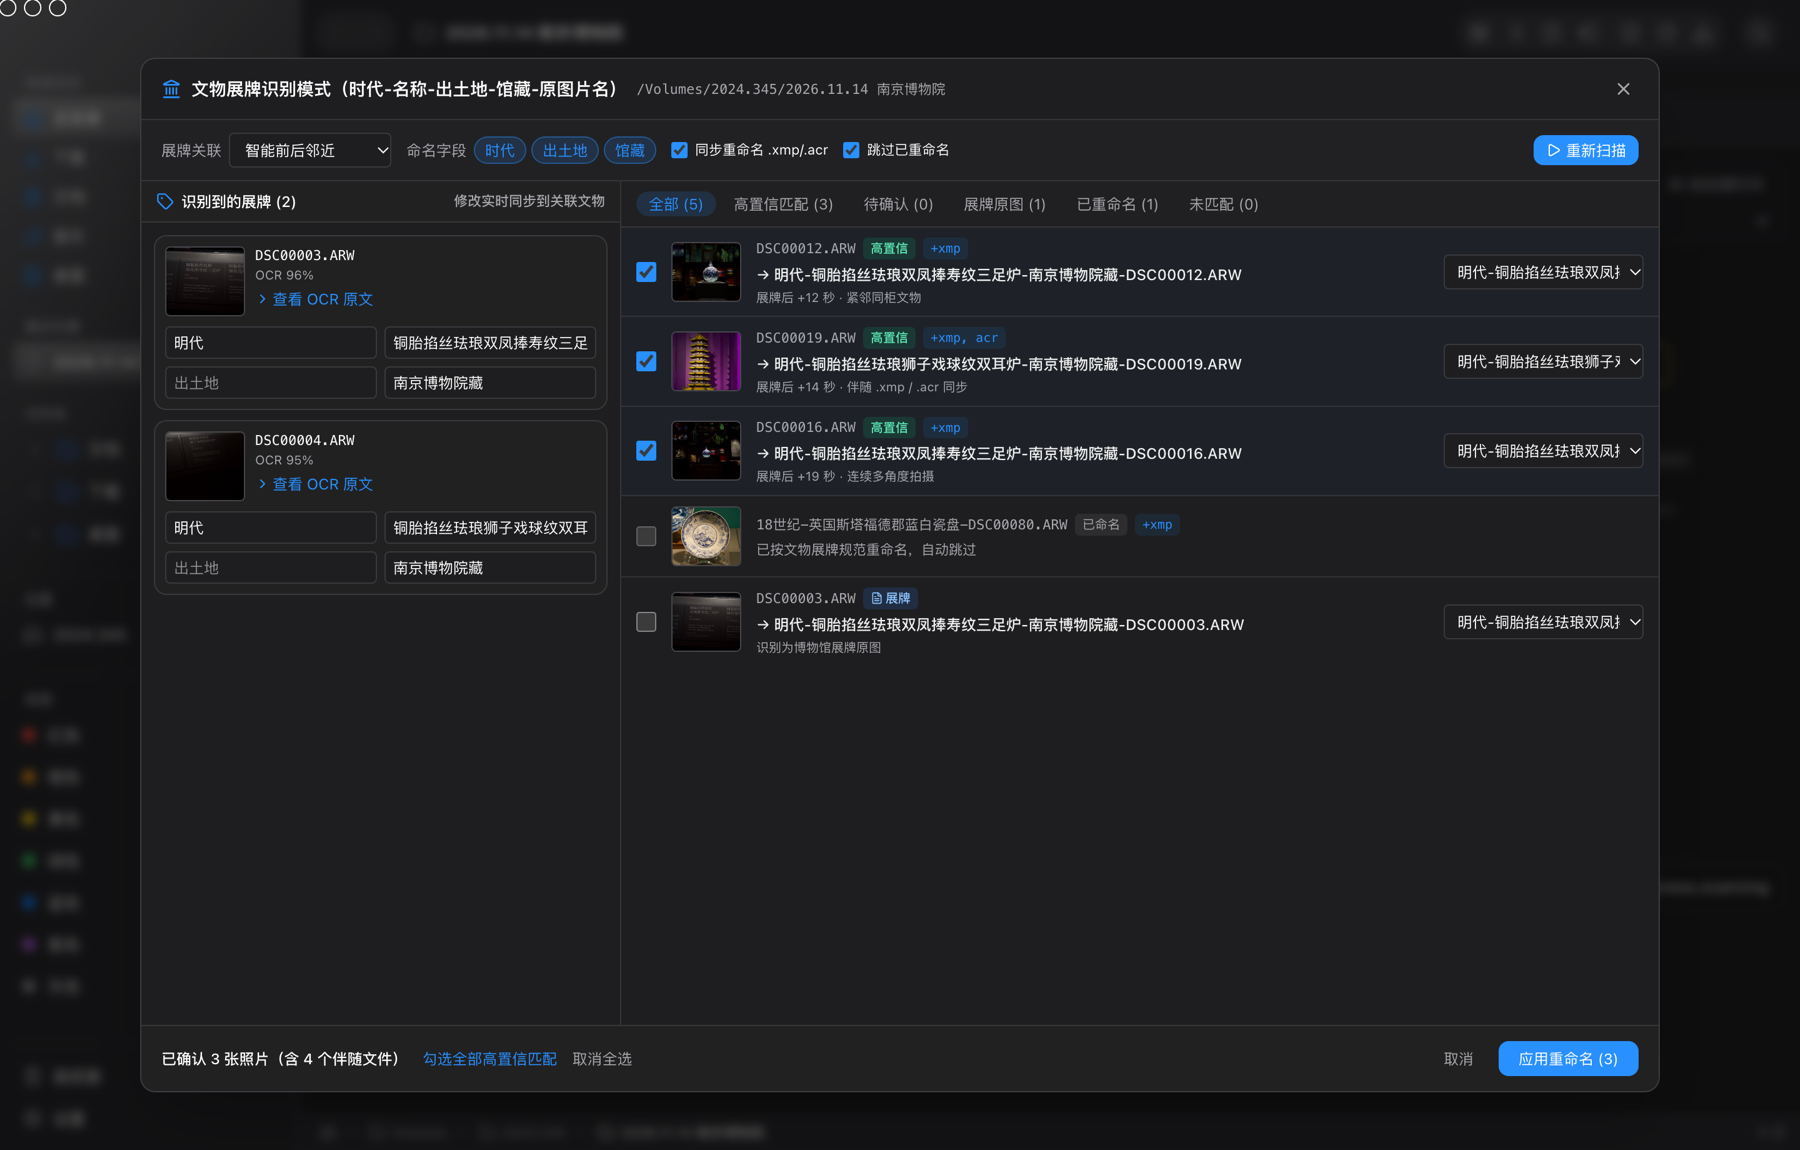 文物展牌识别模式（时代-名称-出土地-馆藏-原图片名） /Volumes/2024.345/2026.11.14 南京博物院
展牌关联 智能前后邻近 命名字段 时代 出土地 馆藏 同步重命名 .xmp/.acr 跳过已重命名 重新扫描
识别到的展牌 (2) 修改实时同步到关联文物
DSC00003.ARW
OCR 96%
查看 OCR 原文
明代 铜胎掐丝珐琅双凤捧寿纹三足
出土地 南京博物院藏
DSC00004.ARW
OCR 95%
查看 OCR 原文
明代 铜胎掐丝珐琅狮子戏球纹双耳
出土地 南京博物院藏
全部 (5) 高置信匹配 (3) 待确认 (0) 展牌原图 (1) 已重命名 (1) 未匹配 (0)
DSC00012.ARW 高置信 +xmp
→ 明代-铜胎掐丝珐琅双凤捧寿纹三足炉-南京博物院藏-DSC00012.ARW
展牌后 +12 秒 · 紧邻同柜文物
明代-铜胎掐丝珐琅双凤
DSC00019.ARW 高置信 +xmp, acr
→ 明代-铜胎掐丝珐琅狮子戏球纹双耳炉-南京博物院藏-DSC00019.ARW
展牌后 +14 秒 · 伴随 .xmp / .acr 同步
明代-铜胎掐丝珐琅狮子
DSC00016.ARW 高置信 +xmp
→ 明代-铜胎掐丝珐琅双凤捧寿纹三足炉-南京博物院藏-DSC00016.ARW
展牌后 +19 秒 · 连续多角度拍摄
明代-铜胎掐丝珐琅双凤
18世纪-英国斯塔福德郡蓝白瓷盘-DSC00080.ARW 已命名 +xmp
已按文物展牌规范重命名，自动跳过
DSC00003.ARW 展牌
→ 明代-铜胎掐丝珐琅双凤捧寿纹三足炉-南京博物院藏-DSC00003.ARW
识别为博物馆展牌原图
明代-铜胎掐丝珐琅双凤
已确认 3 张照片（含 4 个伴随文件） 勾选全部高置信匹配 取消全选 取消 应用重命名 (3)